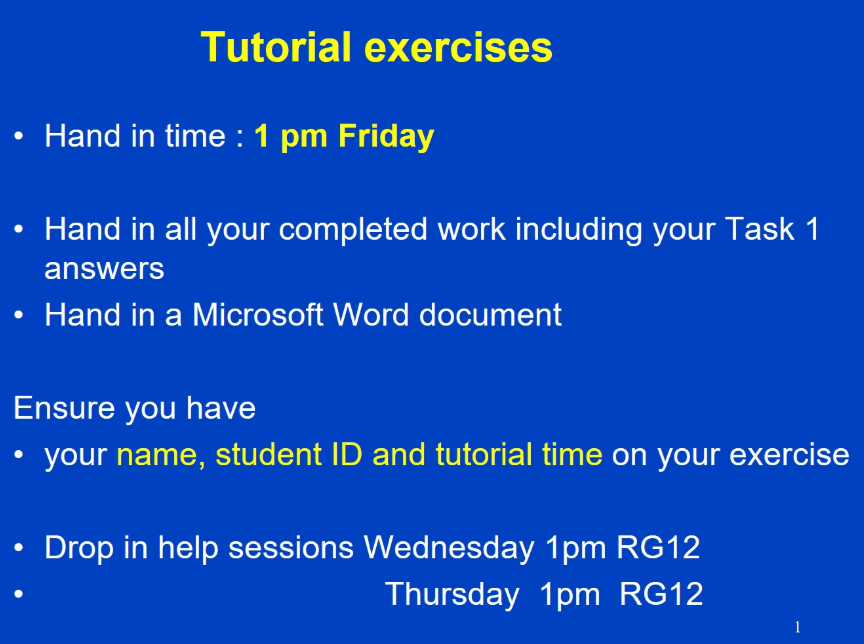 Tutorial exercises
• Hand in time : 1 pm Friday
• Hand in all your completed work including your Task 1
answers
• Hand in a Microsoft Word document
Ensure you have
• your name, student ID and tutorial time on your exercise
• Drop in help sessions Wednesday 1pm RG12
• Thursday 1pm RG12
1